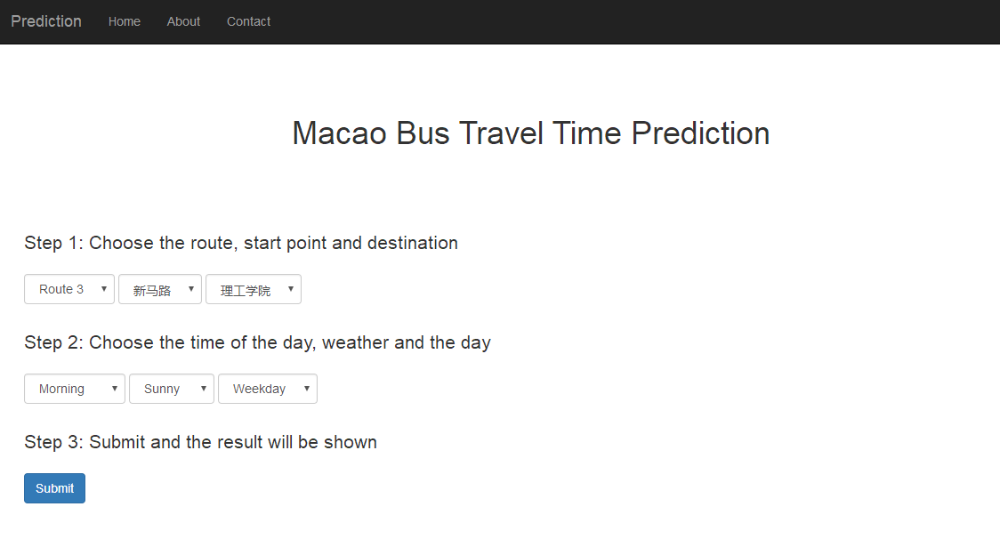 Prediction Home About Contact
Macao Bus Travel Time Prediction
Step 1: Choose the route, start point and destination
Route 3 新马路 理工学院
Step 2: Choose the time of the day, weather and the day
Morning Sunny Weekday
Step 3: Submit and the result will be shown
Submit